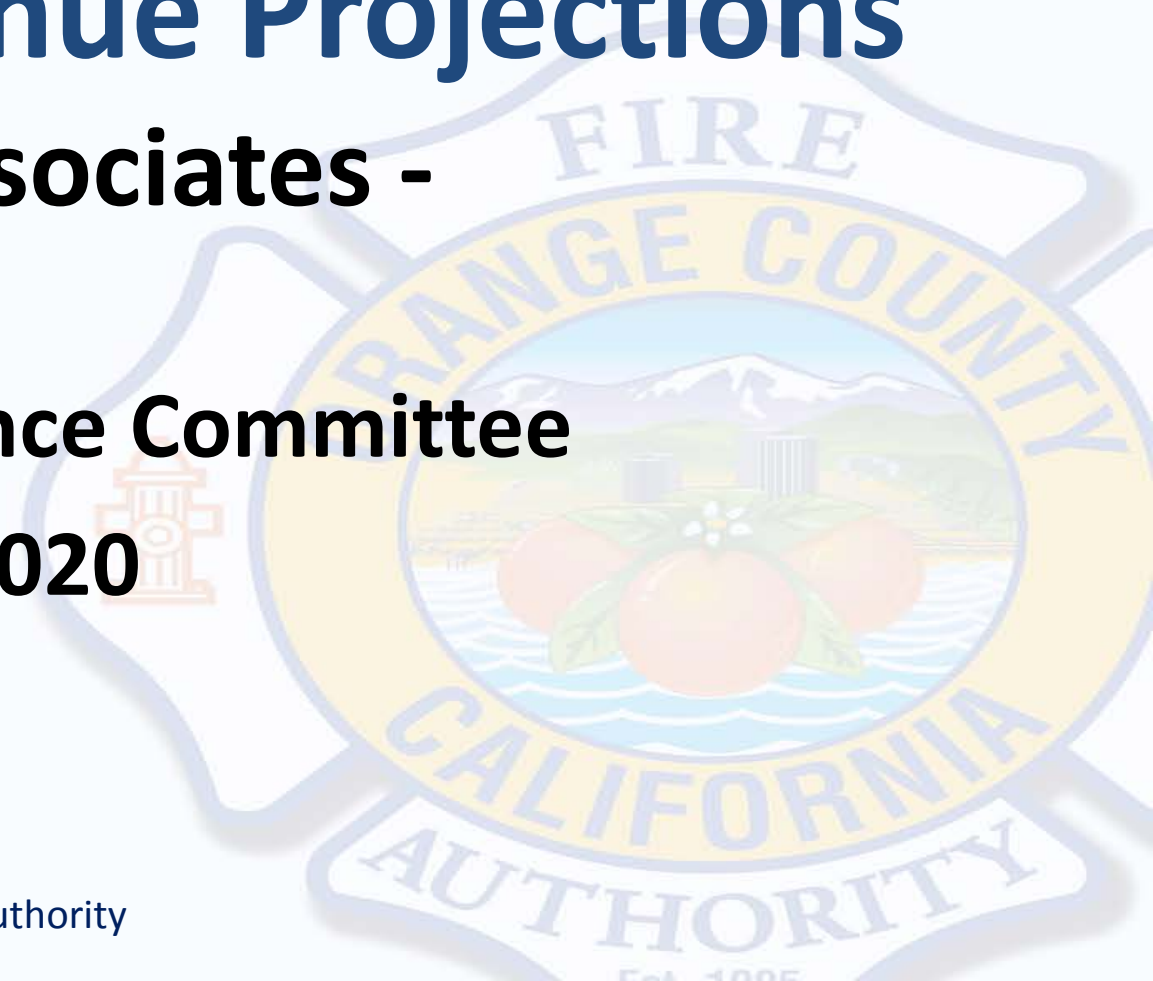 nue Projections
sociates -
nce Committee
020
uthority
FIRE
RANGE COUNTY
CALIFORNIA
AUTHORITY